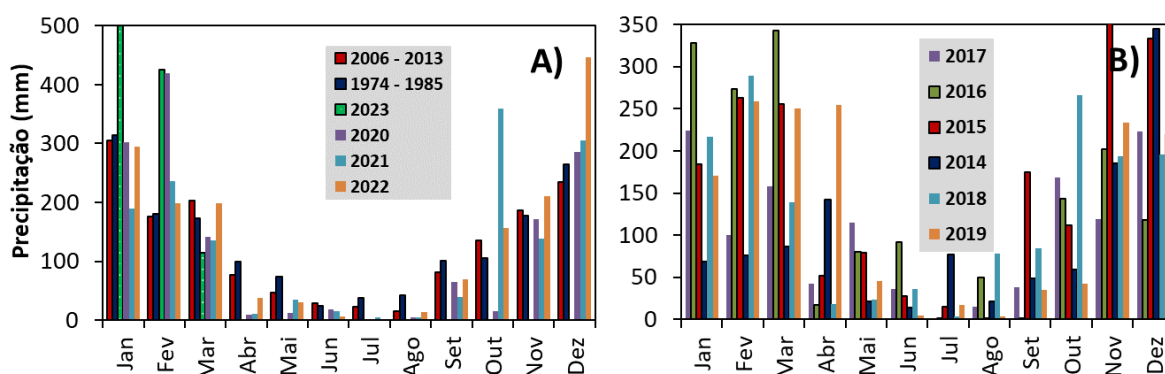 Precipitação (mm)
500
400
300
200
100
0
A)
2006 - 2013
1974 - 1985
2023
2020
2021
2022
Jan
Fev
Mar
Abr
Mai
Jun
Jul
Ago
Set
Out
Nov
Dez
350
300
250
200
150
100
50
0
B)
2017
2016
2015
2014
2018
2019
Jan
Fev
Mar
Abr
Mai
Jun
Jul
Ago
Set
Out
Nov
Dez